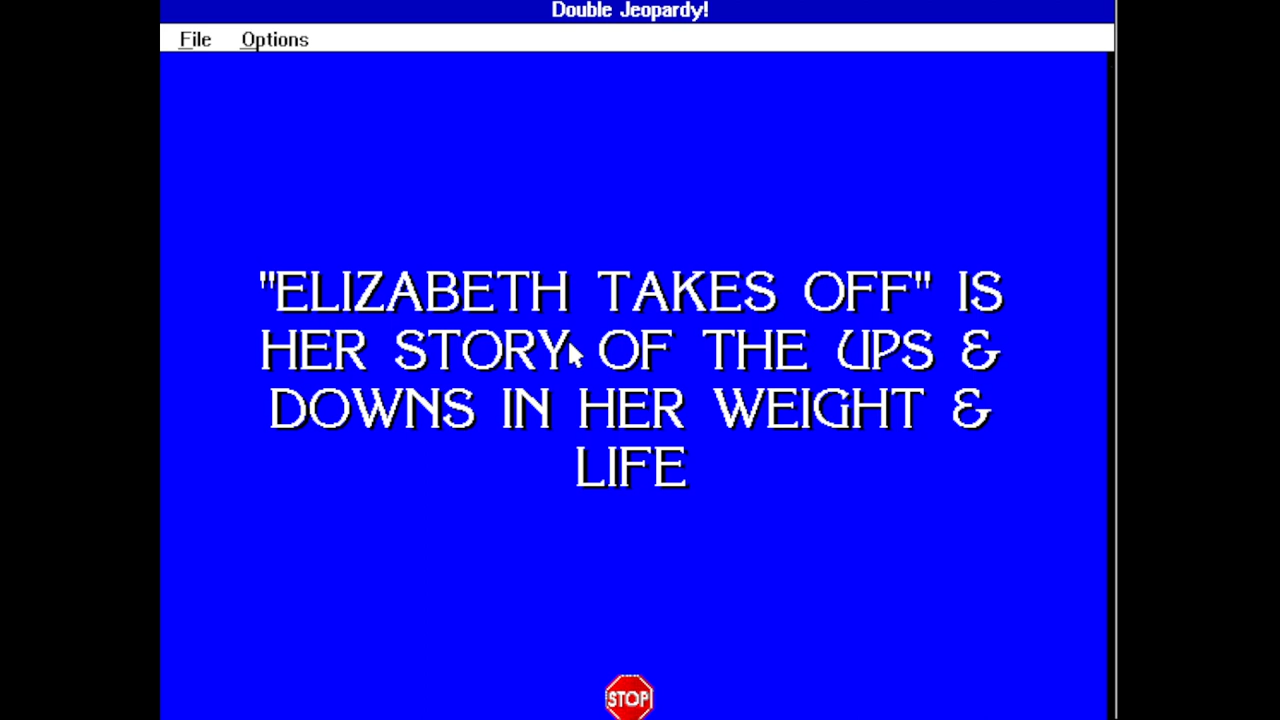 Double Jeopardy!
File Options
"ELIZABETH TAKES OFF" IS
HER STORY OF THE UPS &
DOWNS IN HER WEIGHT &
LIFE
STOP